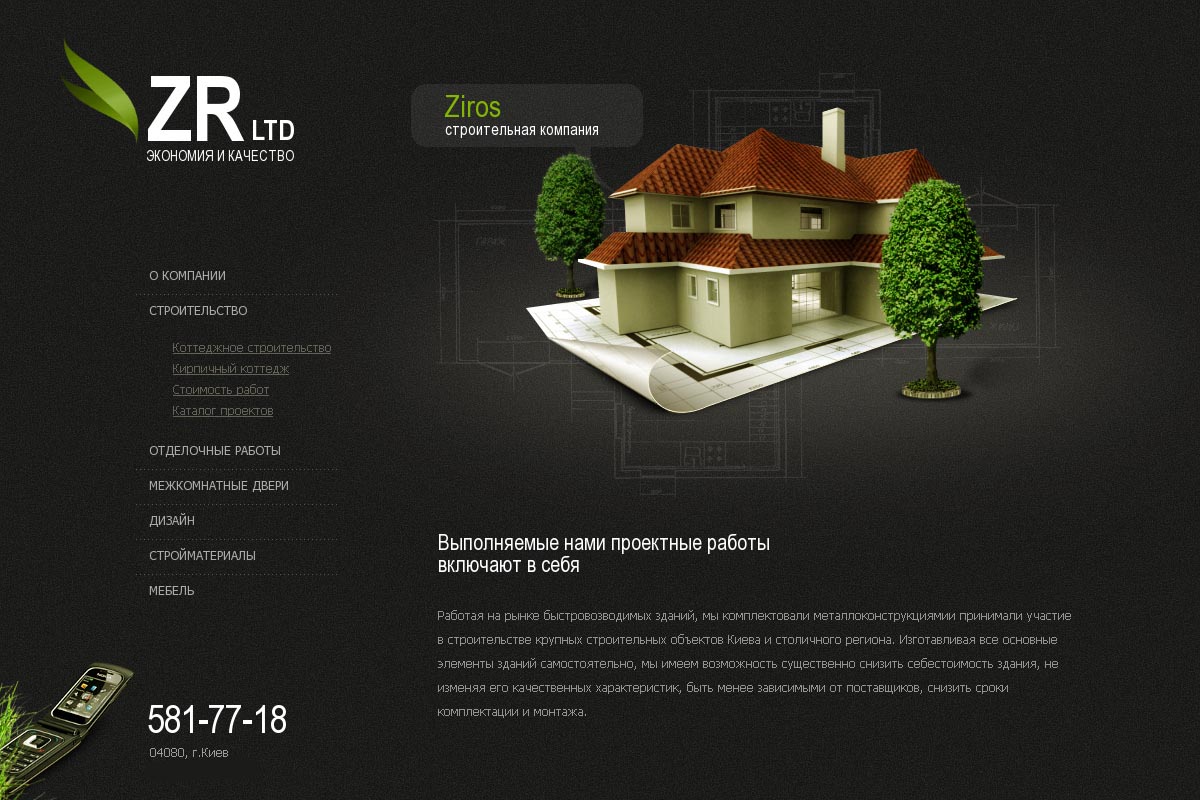 ZR LTD
ЭКОНОМИЯ И КАЧЕСТВО
Ziros
строительная компания
О КОМПАНИИ
СТРОИТЕЛЬСТВО
Коттеджное строительство
Кирпичный коттедж
Стоимость работ
Каталог проектов
ОТДЕЛОЧНЫЕ РАБОТЫ
МЕЖКОМНАТНЫЕ ДВЕРИ
ДИЗАЙН
СТРОЙМАТЕРИАЛЫ
МЕБЕЛЬ
581-77-18
04080, г.Киев
Выполняемые нами проектные работы
включают в себя
Работая на рынке быстровозводимых зданий, мы комплектовали металлоконструкциямии принимали участие
в строительстве крупных строительных объектов Киева и столичного региона. Изготавливая все основные
элементы зданий самостоятельно, мы имеем возможность существенно снизить себестоимость здания, не
изменяя его качественных характеристик, быть менее зависимыми от поставщиков, снизить сроки
комплектации и монтажа.